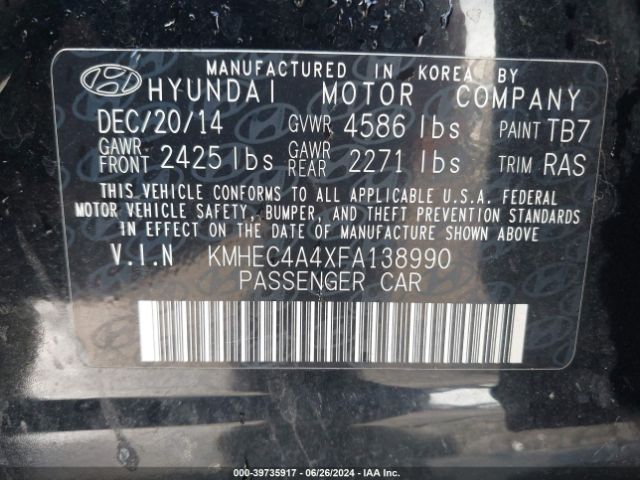 MANUFACTURED IN KOREA BY
HYUNDAI MOTOR COMPANY
DEC/20/14 GVWR 4586 lbs PAINT TB7
GAWR FRONT 2425 lbs GAWR REAR 2271 lbs TRIM RAS
THIS VEHICLE CONFORMS TO ALL APPLICABLE U.S.A. FEDERAL
MOTOR VEHICLE SAFETY, BUMPER, AND THEFT PREVENTION STANDARDS
IN EFFECT ON THE DATE OF MANUFACTURE SHOWN ABOVE.
V.I.N KMHEC4A4XFA138990
PASSENGER CAR
000-39735917 - 06/26/2024 - IAA Inc.